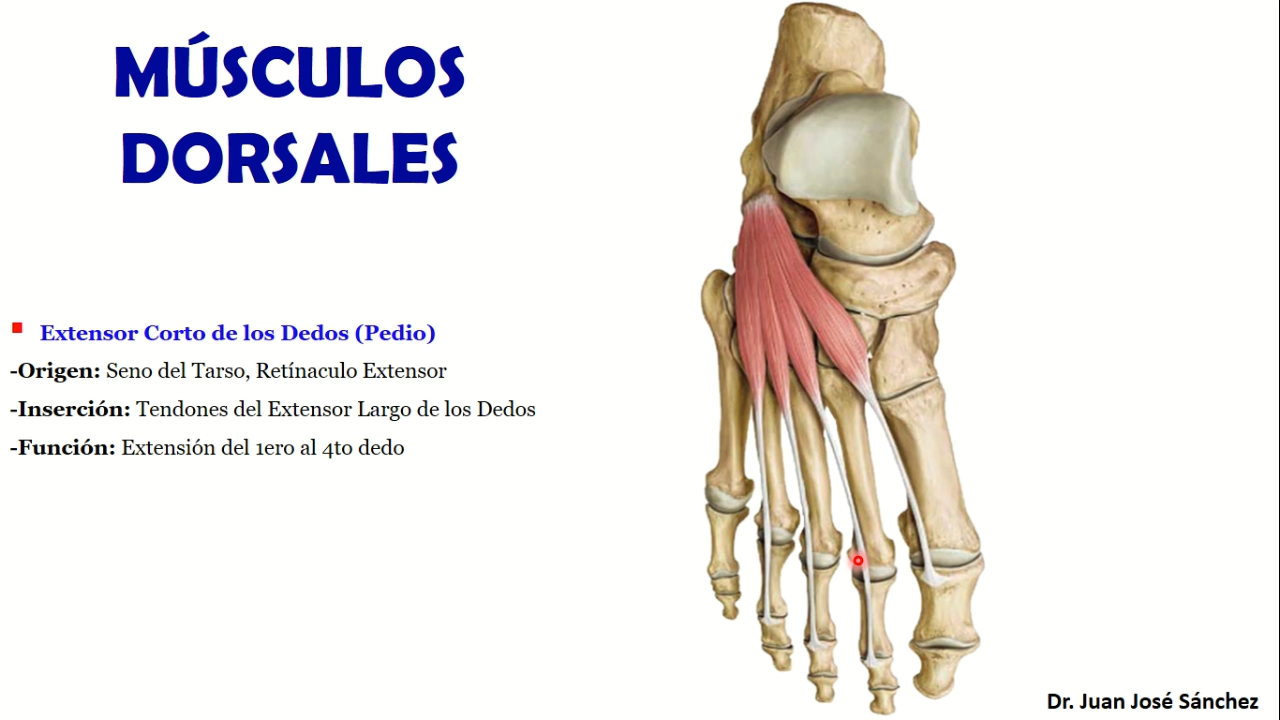 MÚSCULOS
DORSALES
Extensor Corto de los Dedos (Pedio)
-Origen: Seno del Tarso, Retínaculo Extensor
-Inserción: Tendones del Extensor Largo de los Dedos
-Función: Extensión del 1ero al 4to dedo
Dr. Juan José Sánchez